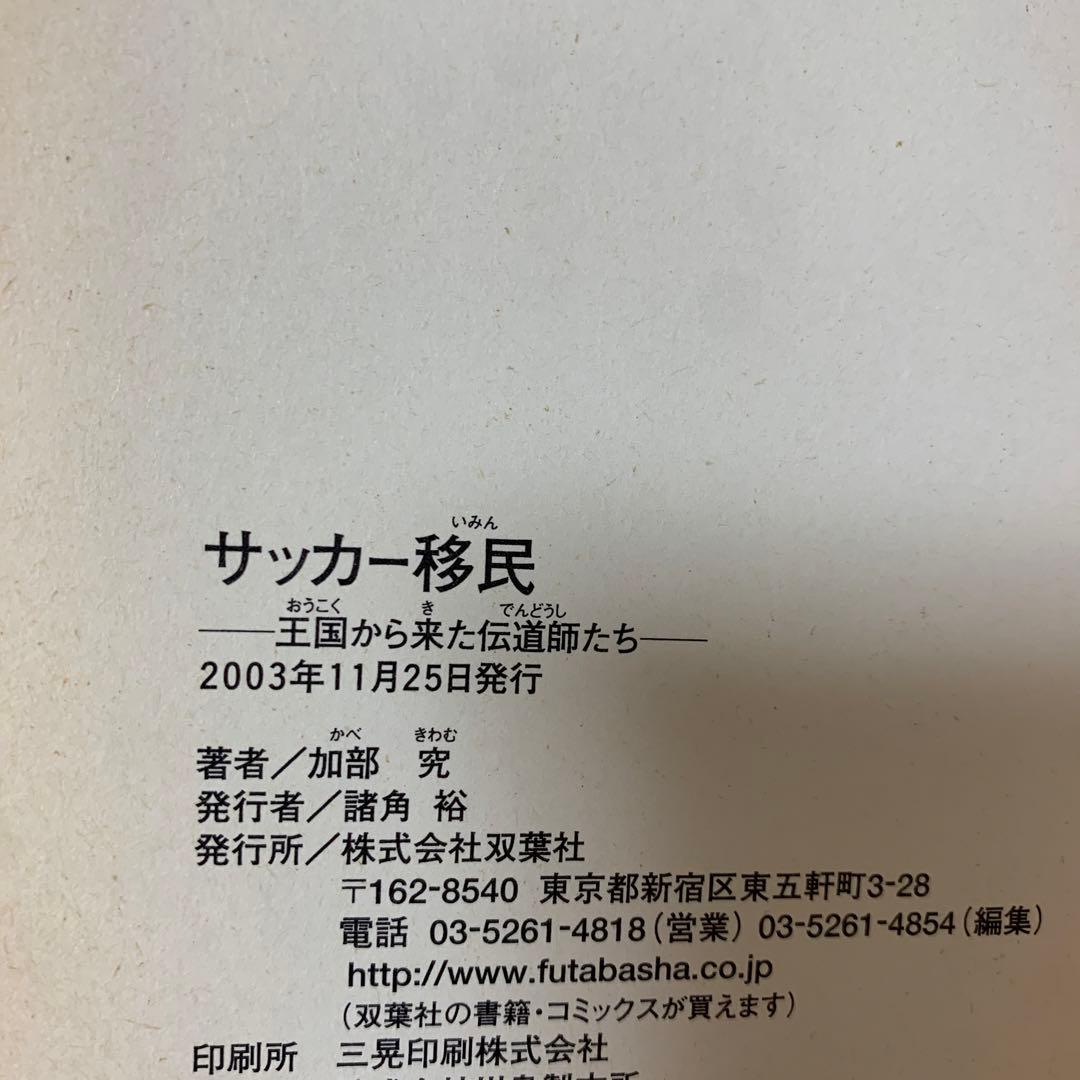 いみん
サッカー移民
おうこく き でんどうし
――王国から来た伝道師たち――
2003年11月25日発行
かべ きわむ
著者／加部 究
発行者／諸角 裕
発行所／株式会社双葉社
〒162-8540 東京都新宿区東五軒町3-28
電話 03-5261-4818（営業） 03-5261-4854（編集）
http://www.futabasha.co.jp
（双葉社の書籍・コミックスが買えます）
印刷所 三晃印刷株式会社